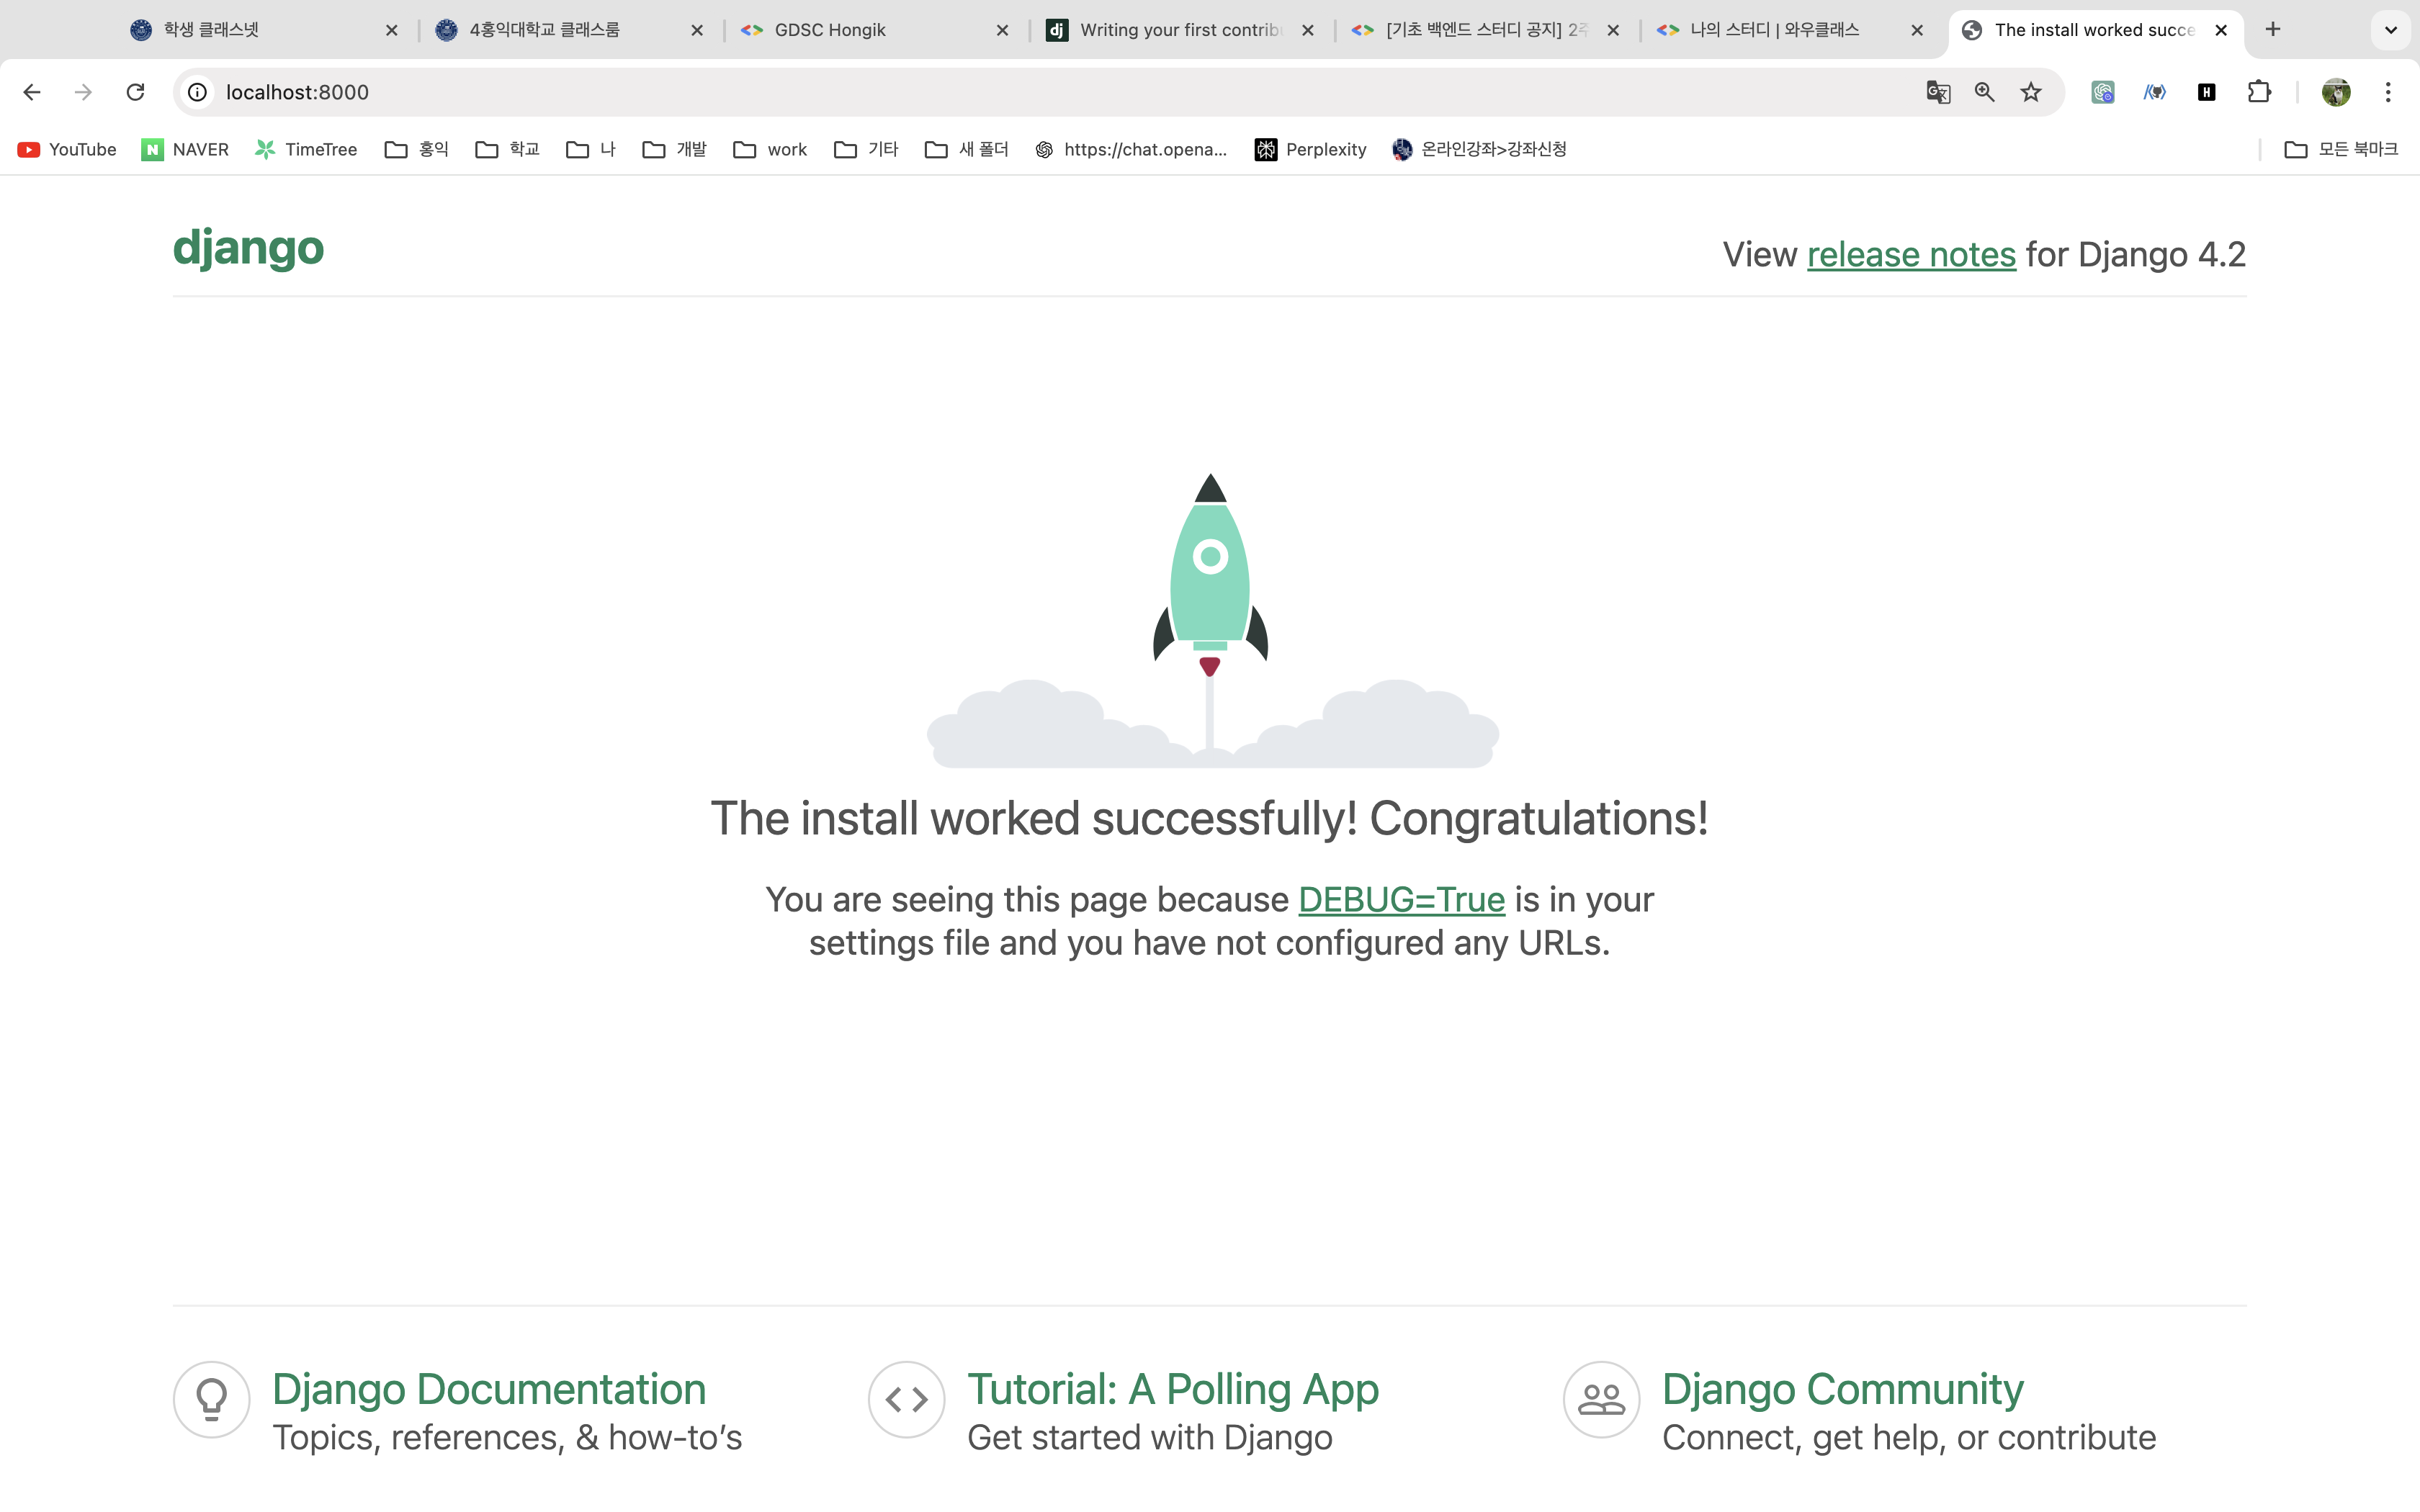 학생 클래스넷
4홍익대학교 클래스룸
GDSC Hongik
Writing your first contrib
[기초 백엔드 스터디 공지] 2주
나의 스터디 | 와우클래스
The install worked succe
localhost:8000
YouTube
NAVER
TimeTree
홍익
학교
나
개발
work
기타
새 폴더
https://chat.opena...
Perplexity
온라인강좌>강좌신청
모든 북마크
django
View release notes for Django 4.2
The install worked successfully! Congratulations!
You are seeing this page because DEBUG=True is in your
settings file and you have not configured any URLs.
Django Documentation
Topics, references, & how-to’s
Tutorial: A Polling App
Get started with Django
Django Community
Connect, get help, or contribute